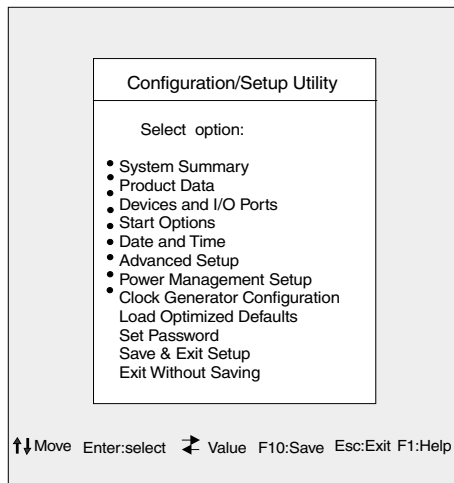 Configuration/Setup Utility
Select option:
• System Summary
• Product Data
• Devices and I/O Ports
• Start Options
• Date and Time
• Advanced Setup
• Power Management Setup
• Clock Generator Configuration
Load Optimized Defaults
Set Password
Save & Exit Setup
Exit Without Saving
↑↓ Move Enter:select ⇄ Value F10:Save Esc:Exit F1:Help